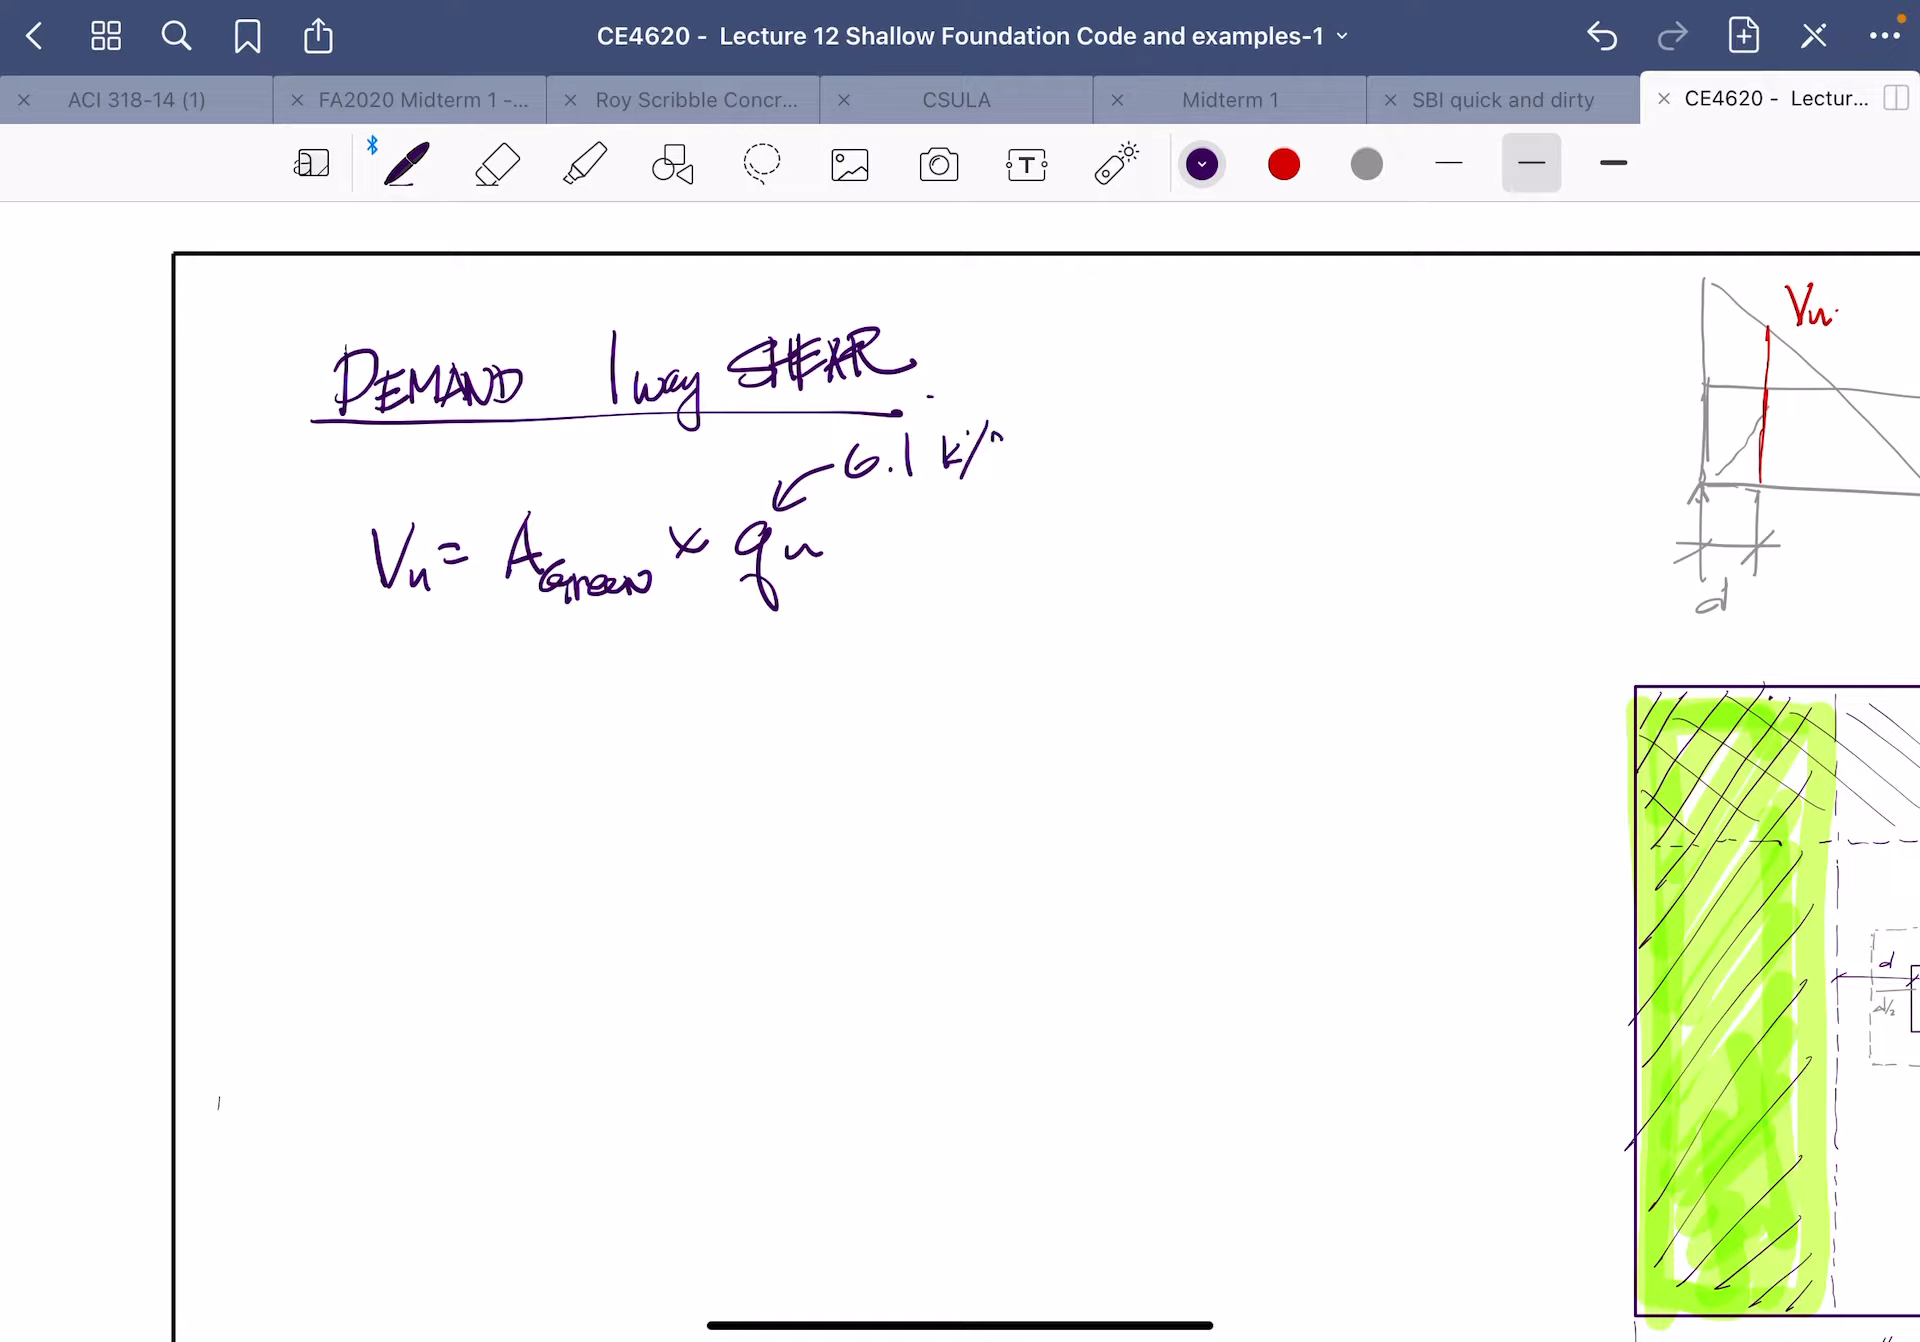 CE4620 - Lecture 12 Shallow Foundation Code and examples-1
ACI 318-14 (1)
FA2020 Midterm 1 -...
Roy Scribble Concr...
CSULA
Midterm 1
SBI quick and dirty
CE4620 - Lectur...
DEMAND 1 way SHEAR
6.1 k/
Vu = AGreen × qu
Vu
d
d
d/2